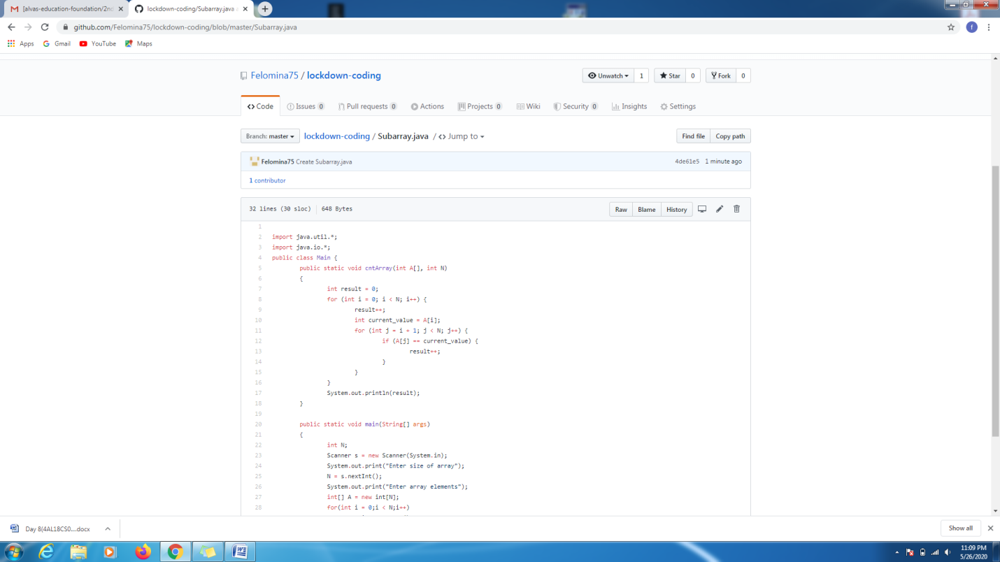 [alvas-education-foundation/2nd
lockdown-coding/Subarray.java a
github.com/Felomina75/lockdown-coding/blob/master/Subarray.java
f
Apps Gmail YouTube Maps
Felomina75 / lockdown-coding
Unwatch 1 Star 0 Fork 0
Code Issues 0 Pull requests 0 Actions Projects 0 Wiki Security 0 Insights Settings
Branch: master lockdown-coding / Subarray.java / <> Jump to Find file Copy path
Felomina75 Create Subarray.java 4de61e5 1 minute ago
1 contributor
32 lines (30 sloc) 648 Bytes Raw Blame History
1
2 import java.util.*;
3 import java.io.*;
4 public class Main {
5 public static void cntArray(int A[], int N)
6 {
7 int result = 0;
8 for (int i = 0; i < N; i++) {
9 result++;
10 int current_value = A[i];
11 for (int j = i + 1; j < N; j++) {
12 if (A[j] == current_value) {
13 result++;
14 }
15 }
16 }
17 System.out.println(result);
18 }
19
20 public static void main(String[] args)
21 {
22 int N;
23 Scanner s = new Scanner(System.in);
24 System.out.print("Enter size of array");
25 N = s.nextInt();
26 System.out.print("Enter array elements");
27 int[] A = new int[N];
28 for(int i = 0;i < N;i++)
Day 8(4AL18CS0....docx Show all
11:09 PM
5/26/2020